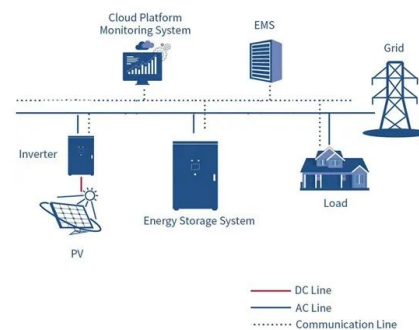 Cloud Platform
Monitoring System
EMS
Grid
Inverter
Energy Storage System
Load
PV
DC Line
AC Line
Communication Line